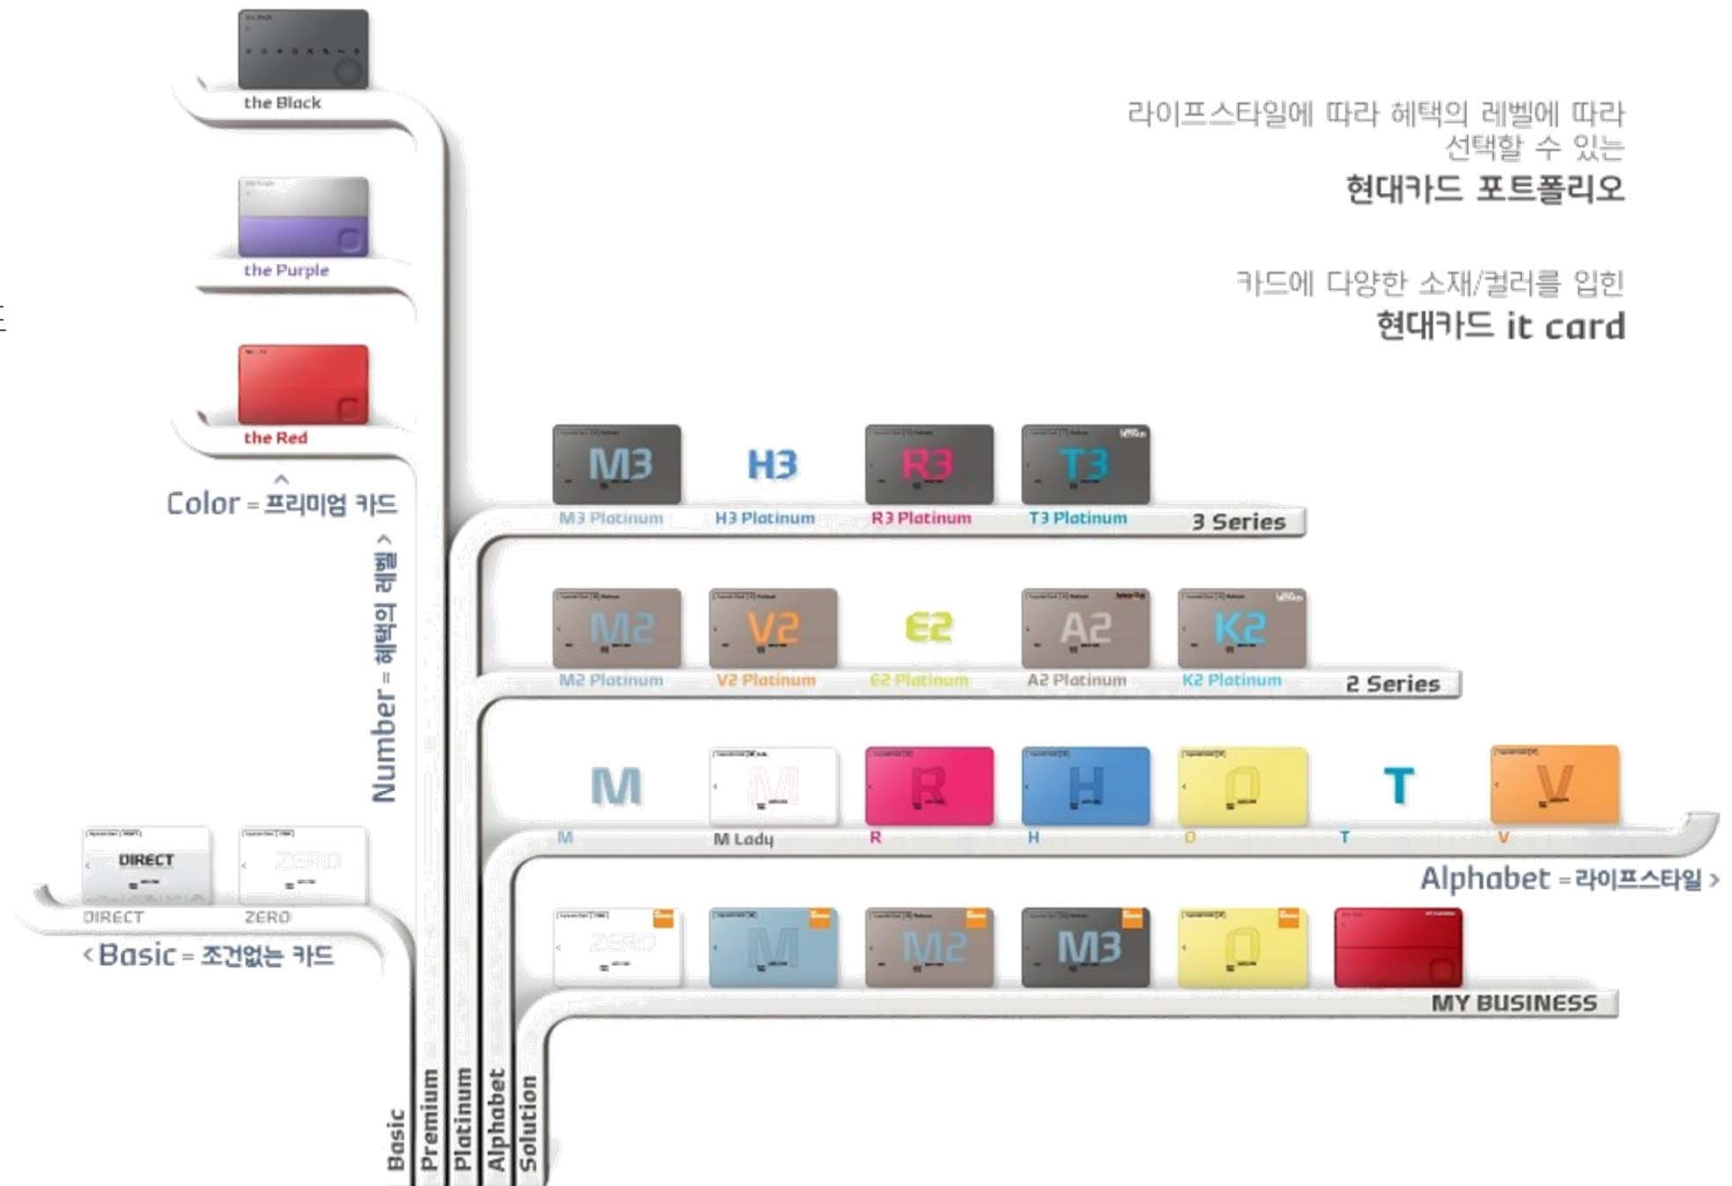 the Black
the Purple
the Red
Color = 프리미엄 카드
라이프스타일에 따라 혜택의 레벨에 따라
선택할 수 있는
현대카드 포트폴리오
카드에 다양한 소재/컬러를 입힌
현대카드 it card
Number = 혜택의 레벨 >
M3 H3 R3 T3
M3 Platinum H3 Platinum R3 Platinum T3 Platinum 3 Series
M2 V2 E2 A2 K2
M2 Platinum V2 Platinum E2 Platinum A2 Platinum K2 Platinum 2 Series
M M R H O T V
M M Lady R H O T V
Alphabet = 라이프스타일 >
DIRECT ZERO
DIRECT ZERO
< Basic = 조건없는 카드
ZERO M M2 M3 O
MY BUSINESS
Basic
Premium
Platinum
Alphabet
Solution